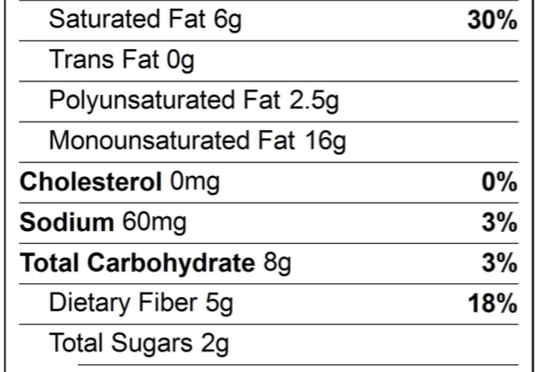 Saturated Fat 6g 30%
Trans Fat 0g
Polyunsaturated Fat 2.5g
Monounsaturated Fat 16g
Cholesterol 0mg 0%
Sodium 60mg 3%
Total Carbohydrate 8g 3%
Dietary Fiber 5g 18%
Total Sugars 2g